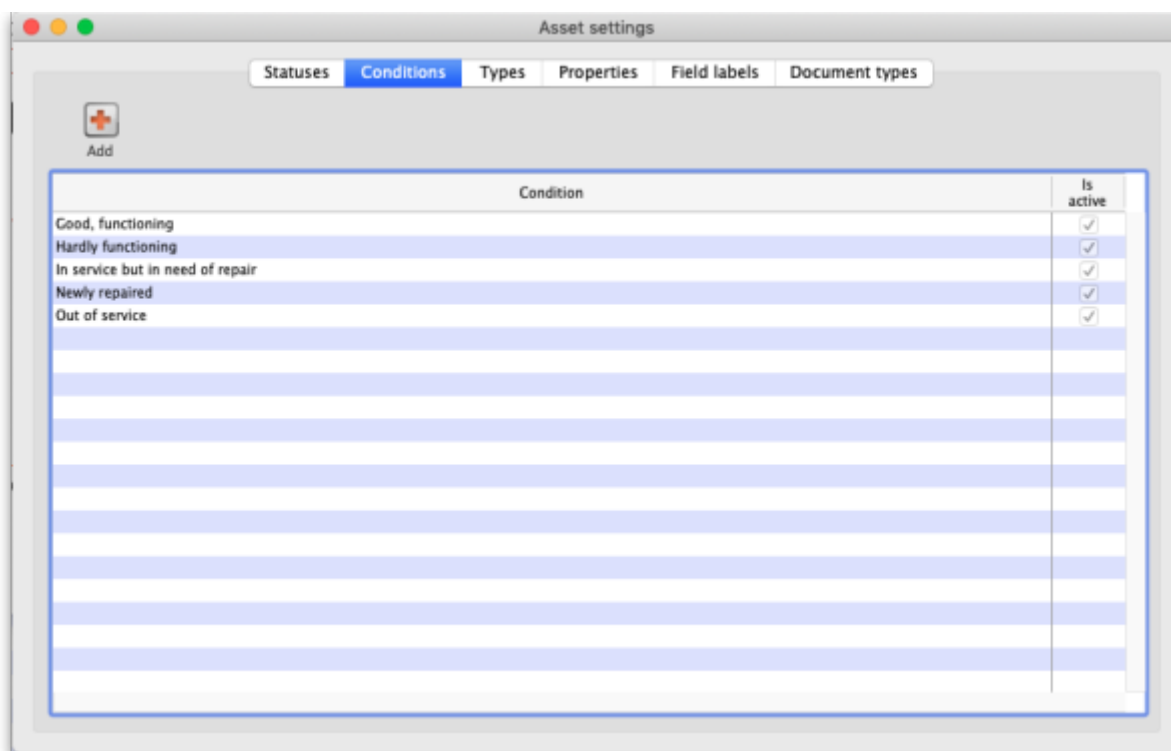 Asset settings
Statuses Conditions Types Properties Field labels Document types
Add
Condition
Is
active
Good, functioning
Hardly functioning
In service but in need of repair
Newly repaired
Out of service